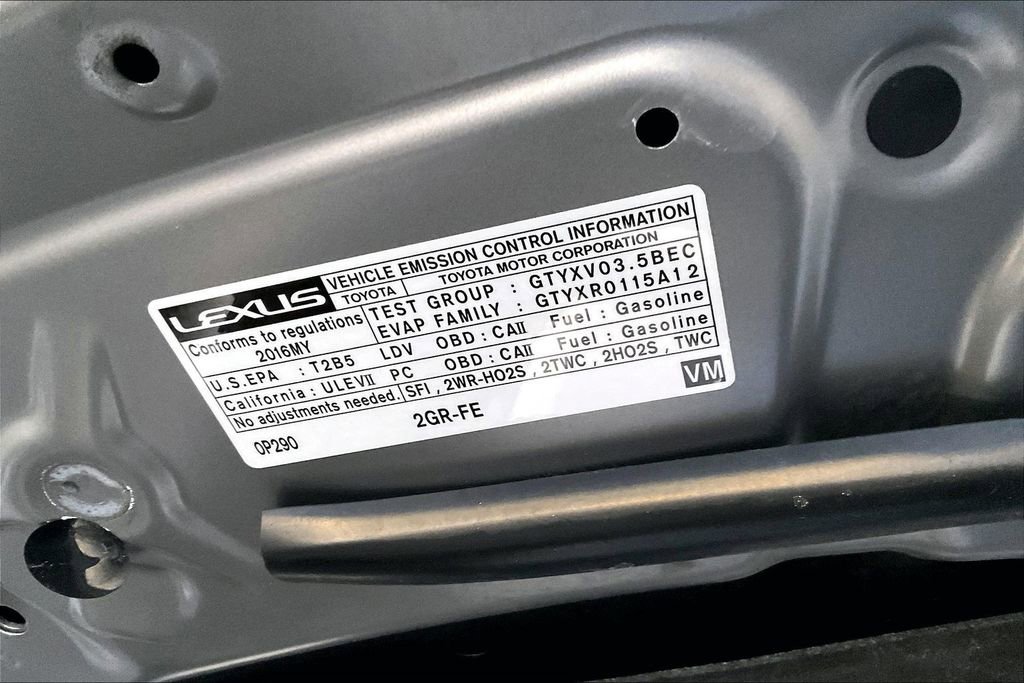 LEXUS VEHICLE EMISSION CONTROL INFORMATION
TOYOTA TOYOTA MOTOR CORPORATION
Conforms to regulations TEST GROUP : GTYXV03.5BEC
2016MY EVAP FAMILY : GTYXR0115A12
U.S.EPA : T2B5 LDV OBD : CAII Fuel : Gasoline
California : ULEVII PC OBD : CAII Fuel : Gasoline
No adjustments needed. SFI , 2WR-HO2S , 2TWC , 2HO2S , TWC
VM
0P290 2GR-FE